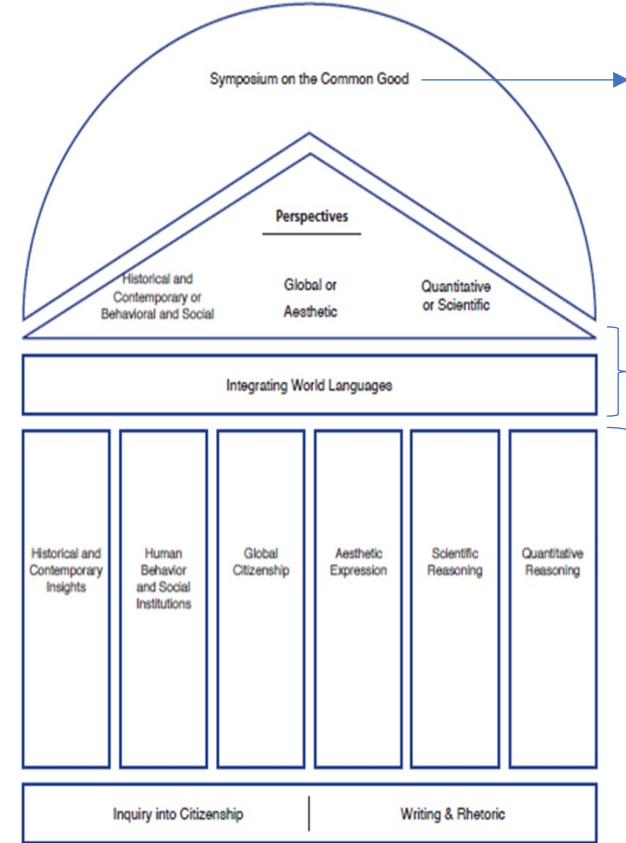 Symposium on the Common Good
Perspectives
Historical and
Contemporary or
Behavioral and Social
Global or
Aesthetic
Quantitative
or Scientific
Integrating World Languages
Historical and
Contemporary
Insights
Human
Behavior
and Social
Institutions
Global
Citizenship
Aesthetic
Expression
Scientific
Reasoning
Quantitative
Reasoning
Inquiry into Citizenship
Writing & Rhetoric